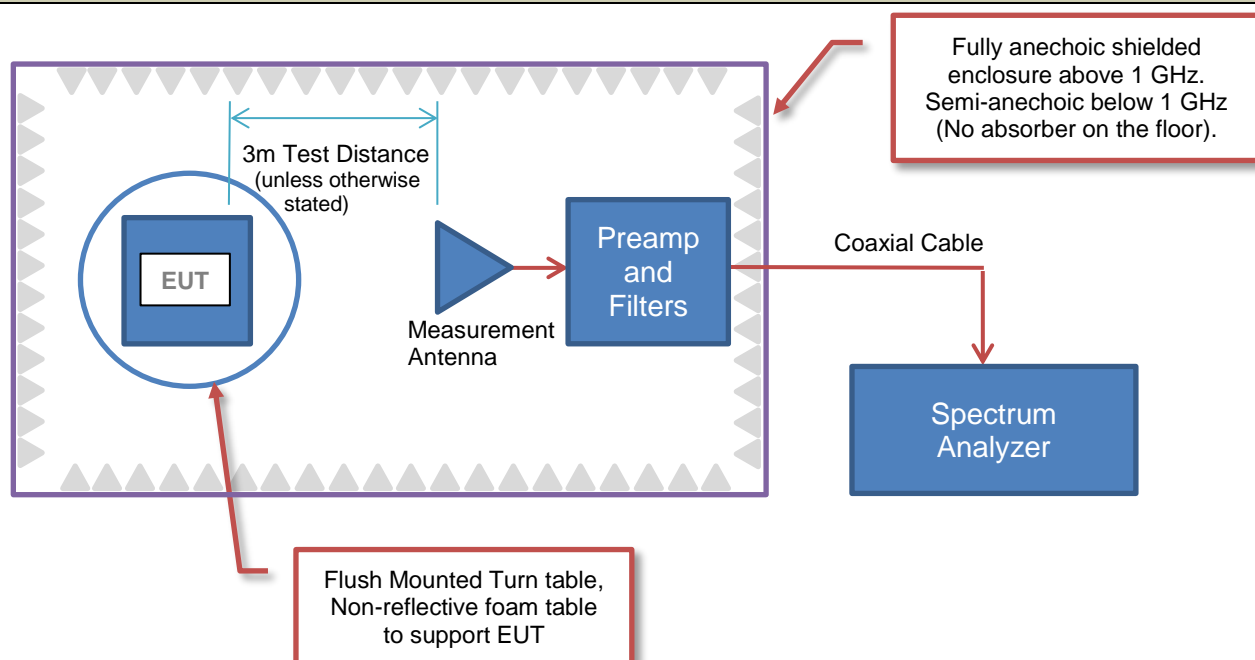 Fully anechoic shielded
enclosure above 1 GHz.
Semi-anechoic below 1 GHz
(No absorber on the floor).
3m Test Distance
(unless otherwise
stated)
EUT
Measurement
Antenna
Preamp
and
Filters
Coaxial Cable
Spectrum
Analyzer
Flush Mounted Turn table,
Non-reflective foam table
to support EUT